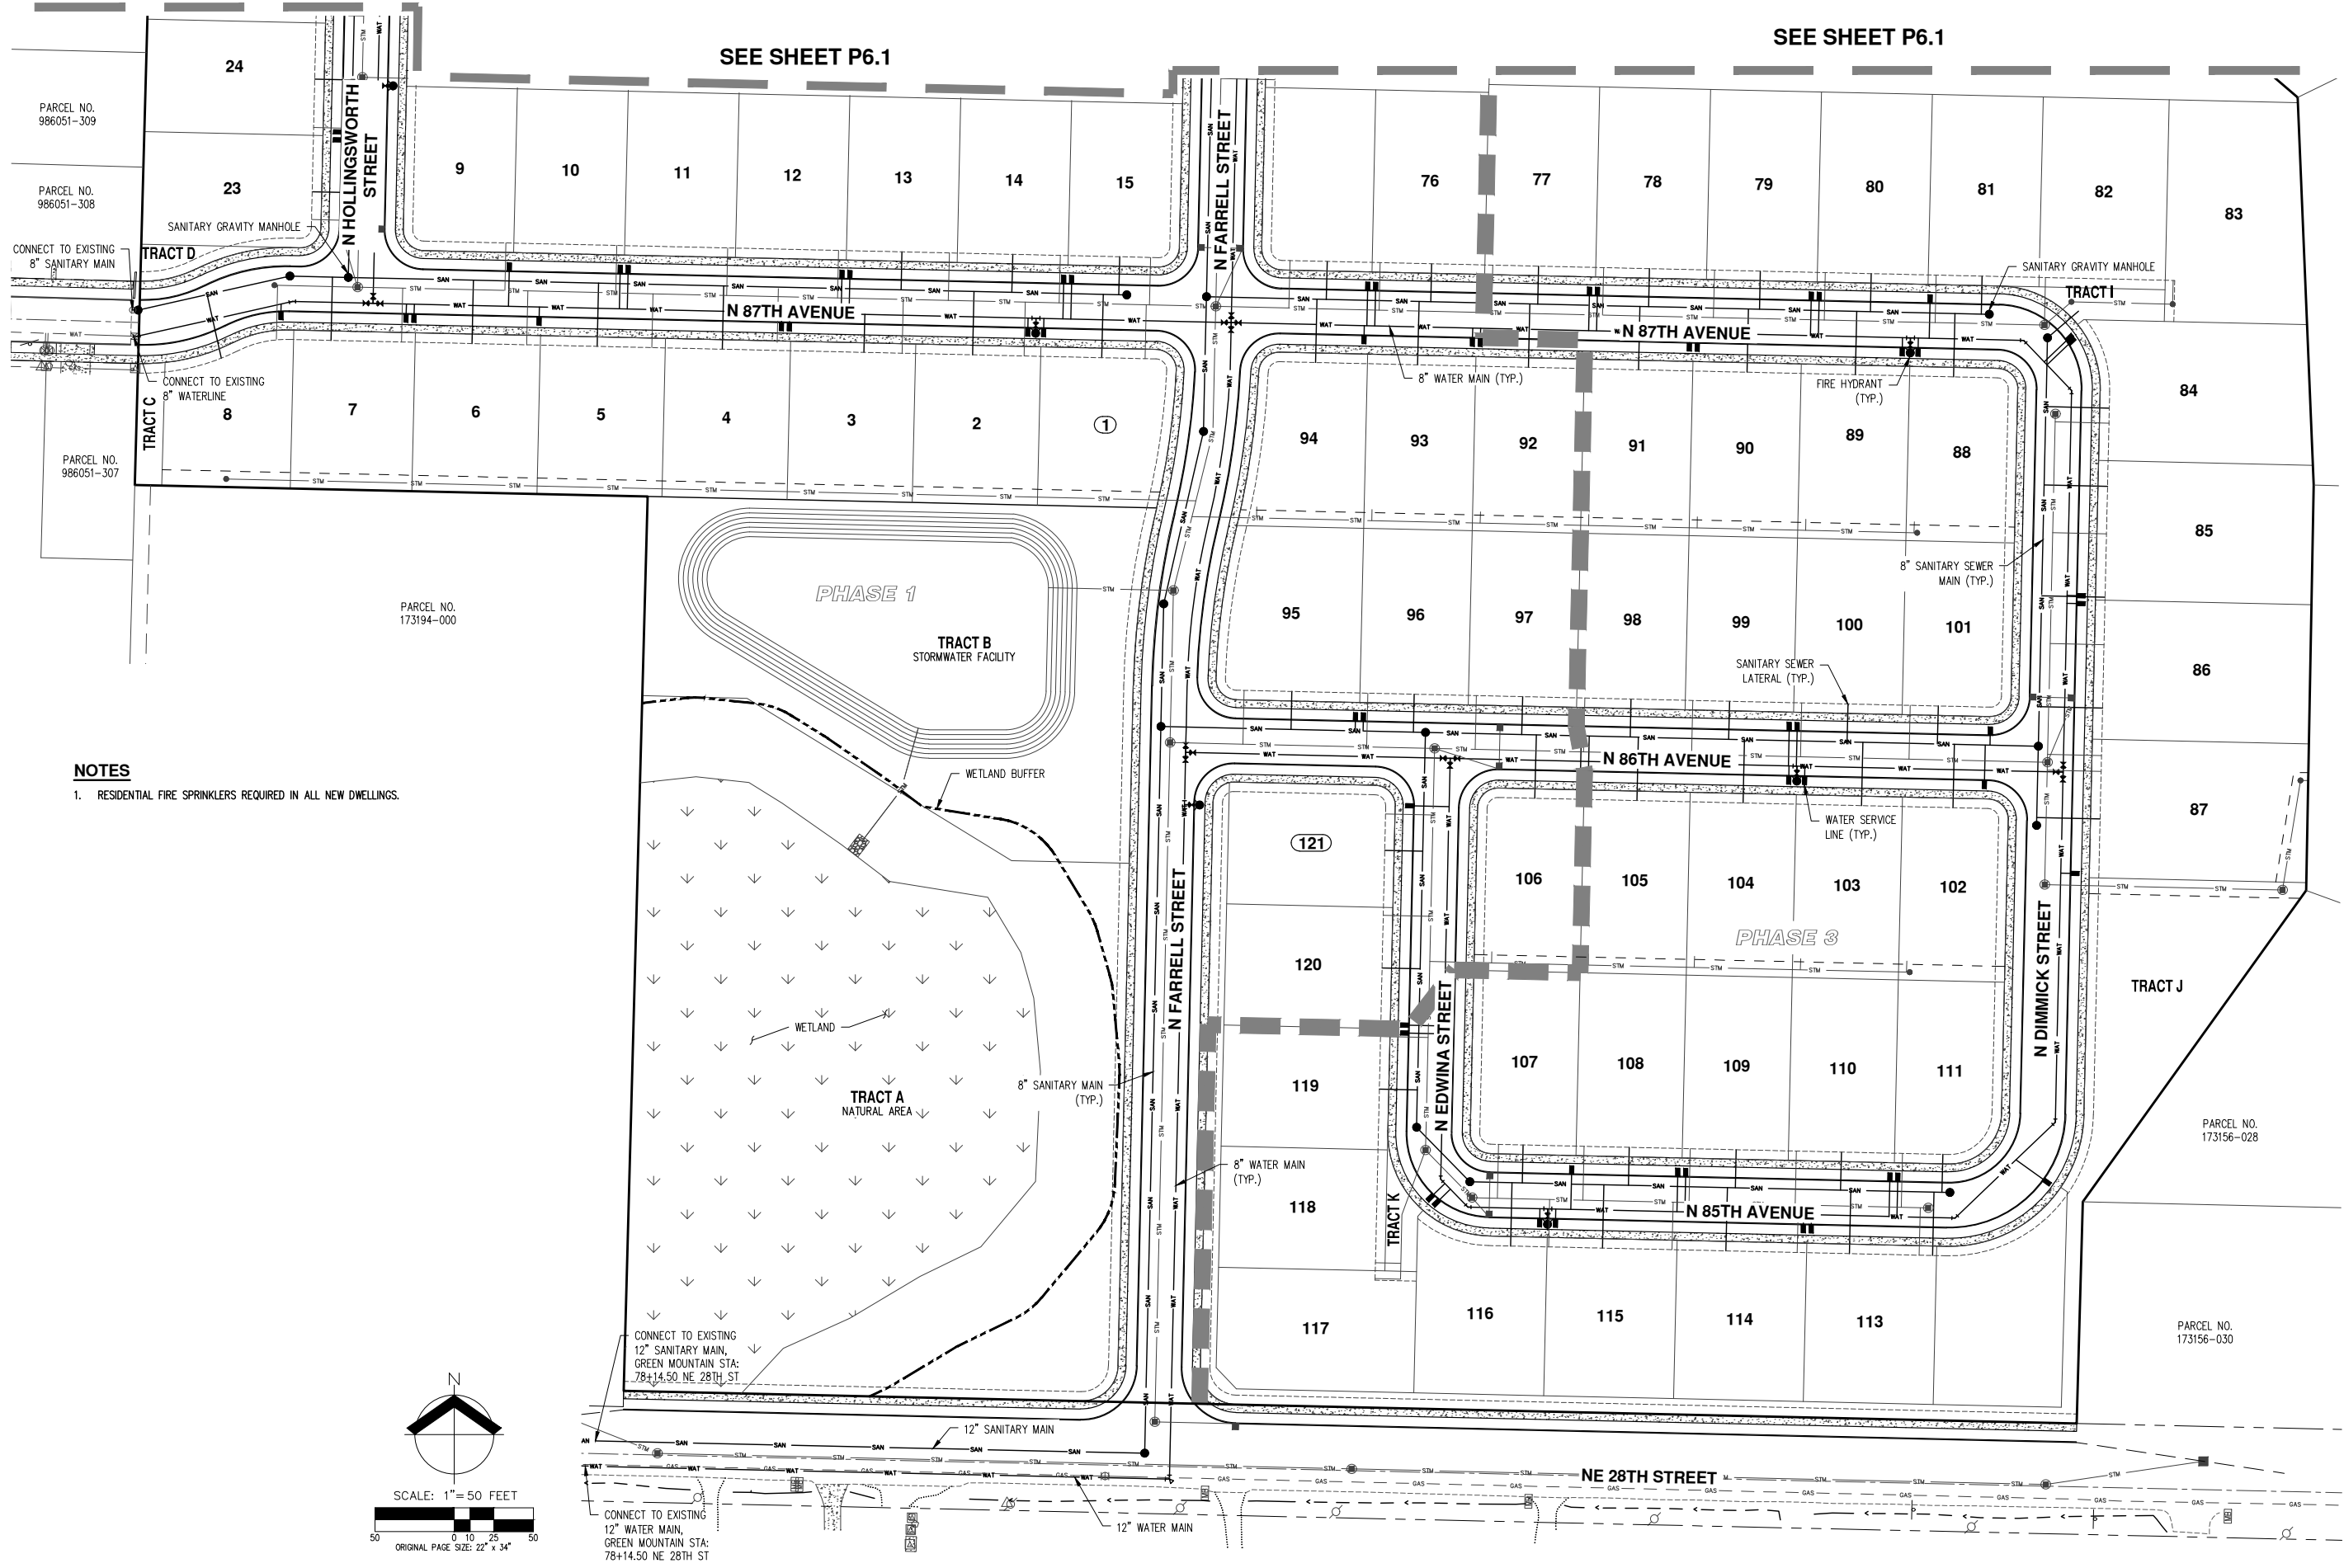 SEE SHEET P6.1
SEE SHEET P6.1
24
PARCEL NO.
986051-309
N HOLLINGSWORTH
STREET
N FARRELL STREET
9
10
11
12
13
14
15
76
77
78
79
80
81
82
83
23
PARCEL NO.
986051-308
SANITARY GRAVITY MANHOLE
CONNECT TO EXISTING
8" SANITARY MAIN
TRACT D
SANITARY GRAVITY MANHOLE
TRACT I
N 87TH AVENUE
N 87TH AVENUE
CONNECT TO EXISTING
8" WATERLINE
8" WATER MAIN (TYP.)
FIRE HYDRANT
(TYP.)
TRACT C
8
7
6
5
4
3
2
1
94
93
92
91
90
89
88
84
PARCEL NO.
986051-307
85
8" SANITARY SEWER
MAIN (TYP.)
PARCEL NO.
173194-000
PHASE 1
TRACT B
STORMWATER FACILITY
95
96
97
98
99
100
101
86
SANITARY SEWER
LATERAL (TYP.)
NOTES
1. RESIDENTIAL FIRE SPRINKLERS REQUIRED IN ALL NEW DWELLINGS.
WETLAND BUFFER
N 86TH AVENUE
WATER SERVICE
LINE (TYP.)
87
121
106
105
104
103
102
PHASE 3
N FARRELL STREET
120
N DIMMICK STREET
TRACT J
WETLAND
N EDWINA STREET
107
108
109
110
111
119
8" SANITARY MAIN
(TYP.)
TRACT A
NATURAL AREA
PARCEL NO.
173156-028
8" WATER MAIN
(TYP.)
118
TRACT K
N 85TH AVENUE
117
116
115
114
113
PARCEL NO.
173156-030
CONNECT TO EXISTING
12" SANITARY MAIN,
GREEN MOUNTAIN STA:
78+14.50 NE 28TH ST
12" SANITARY MAIN
NE 28TH STREET
N
SCALE: 1"=50 FEET
50 0 10 25 50
ORIGINAL PAGE SIZE: 22" x 34"
CONNECT TO EXISTING
12" WATER MAIN,
GREEN MOUNTAIN STA:
78+14.50 NE 28TH ST
12" WATER MAIN